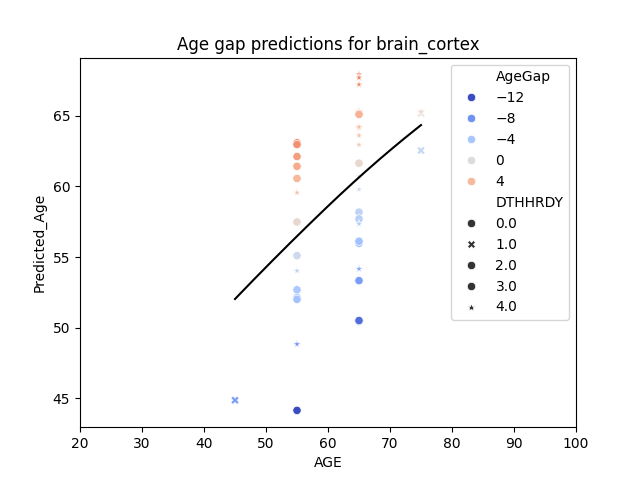 Age gap predictions for brain_cortex
AgeGap
−12
−8
−4
0
4
DTHHRDY
0.0
1.0
2.0
3.0
4.0
65
60
55
50
45
Predicted_Age
20 30 40 50 60 70 80 90 100
AGE